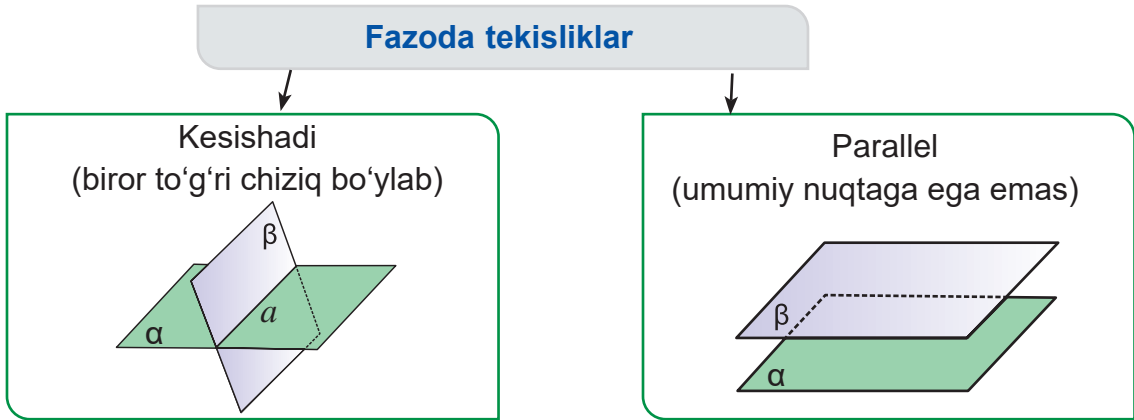 Fazoda tekisliklar
Kesishadi
(biror to‘g‘ri chiziq bo‘ylab)
β
a
α
Parallel
(umumiy nuqtaga ega emas)
β
α